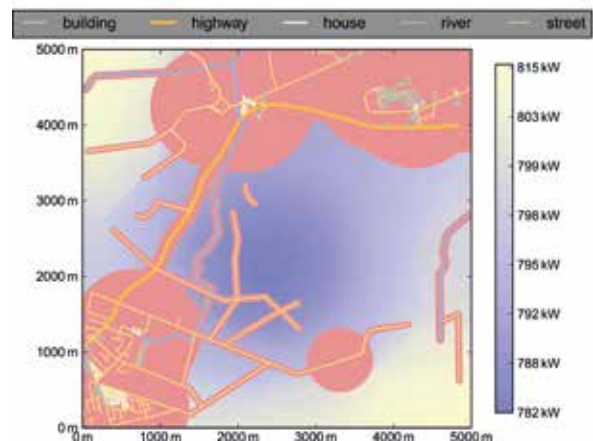 building highway house river street
5000 m
4000 m
3000 m
2000 m
1000 m
0 m
0 m 1000 m 2000 m 3000 m 4000 m 5000 m
815 kW
803 kW
799 kW
798 kW
795 kW
792 kW
788 kW
782 kW